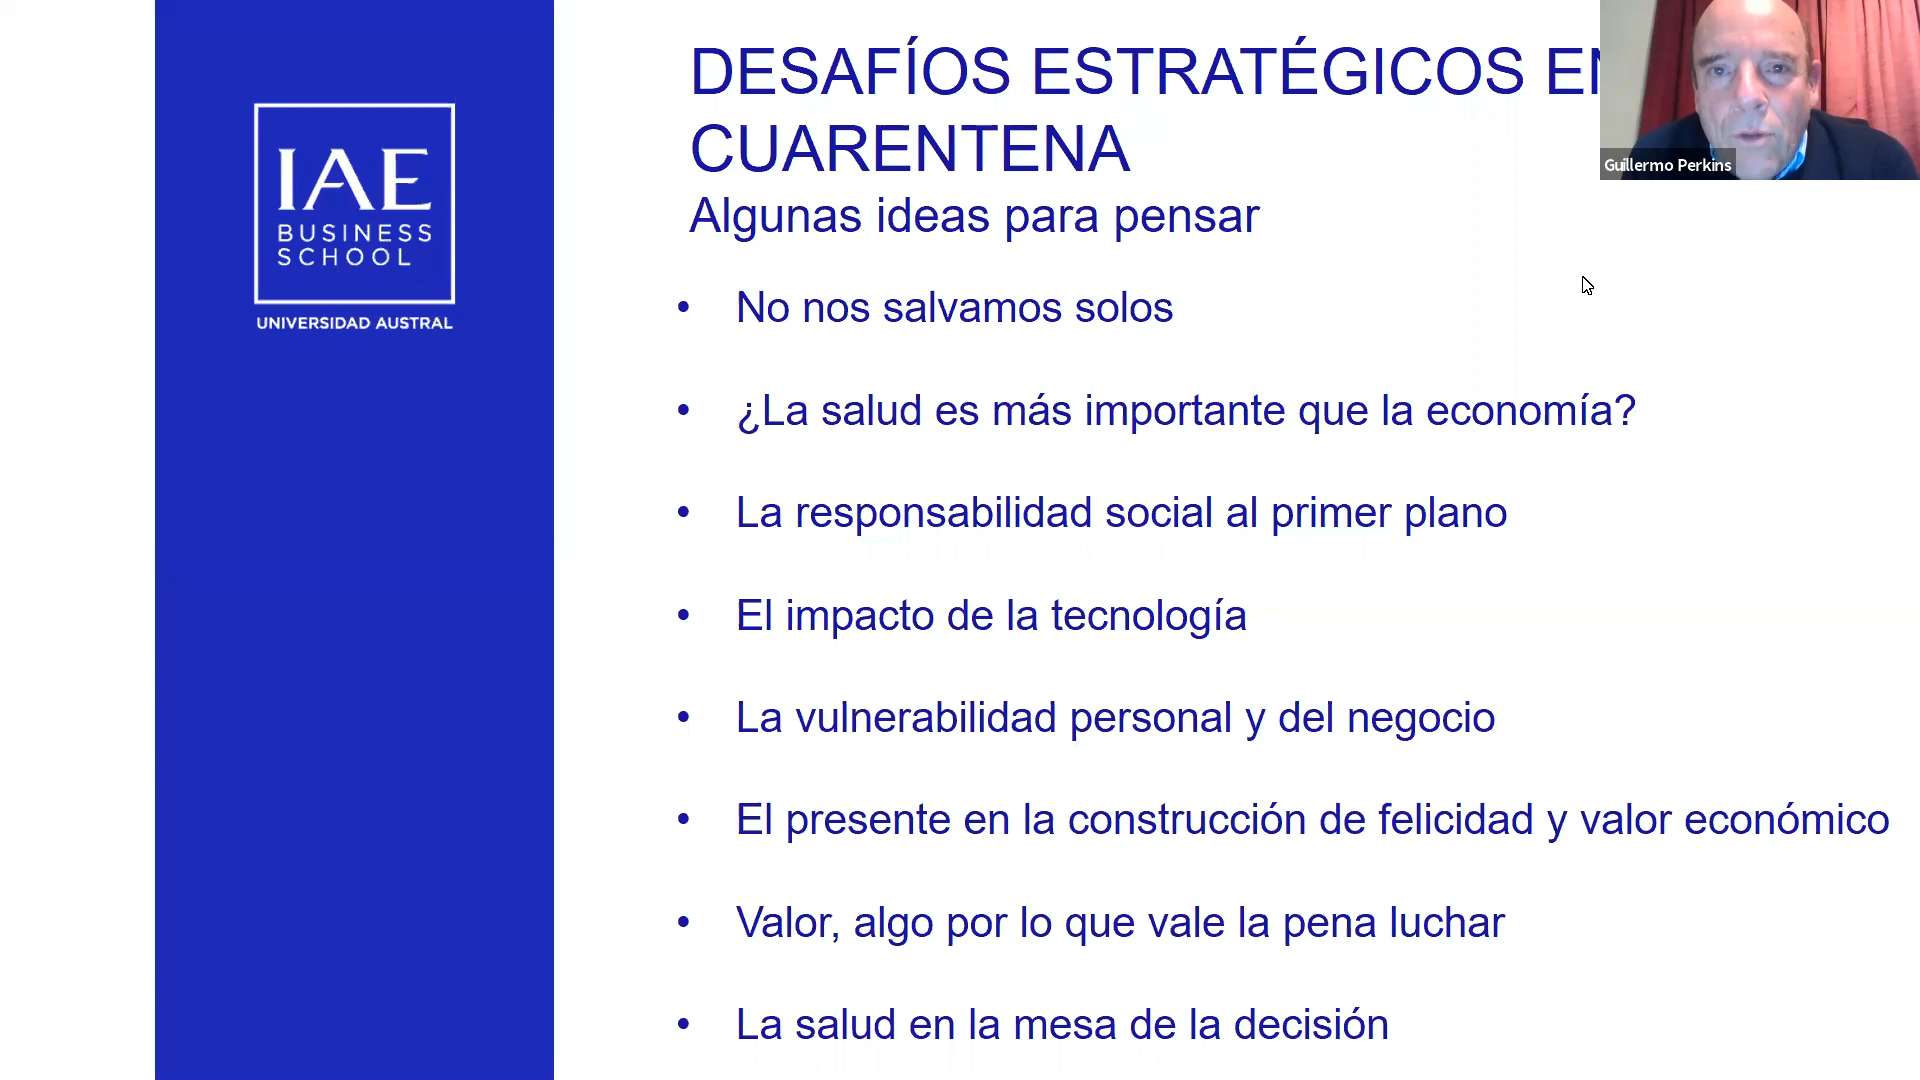 IAE
BUSINESS
SCHOOL
UNIVERSIDAD AUSTRAL
DESAFÍOS ESTRATÉGICOS EN
CUARENTENA
Algunas ideas para pensar
• No nos salvamos solos
• ¿La salud es más importante que la economía?
• La responsabilidad social al primer plano
• El impacto de la tecnología
• La vulnerabilidad personal y del negocio
• El presente en la construcción de felicidad y valor económico
• Valor, algo por lo que vale la pena luchar
• La salud en la mesa de la decisión
Guillermo Perkins